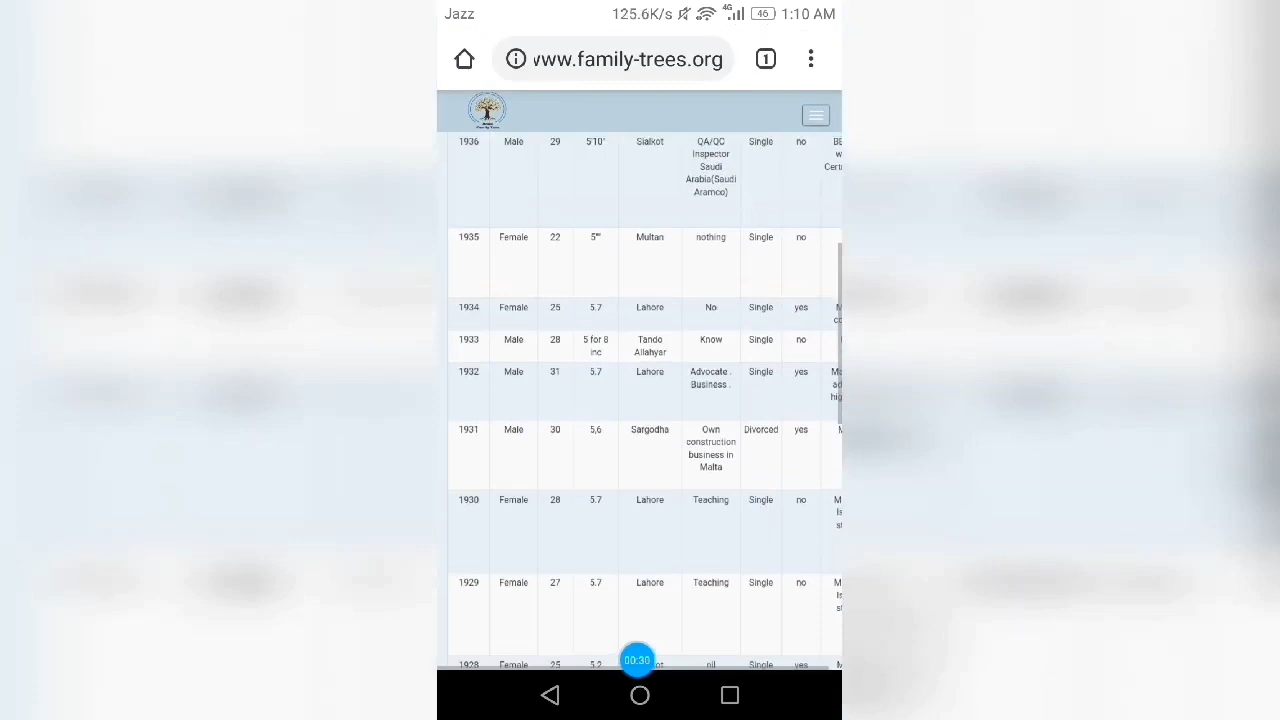 Jazz 125.6K/s 4G 46 1:10 AM
www.family-trees.org 1
Family Trees
1936 Male 29 5'10" Sialkot QA/QC Single no
Inspector
Saudi
Arabia(Saudi
Aramco)
1935 Female 22 5"" Multan nothing Single no
1934 Female 25 5.7 Lahore No Single yes
1933 Male 28 5 for 8 Tando Know Single no
inc Allahyar
1932 Male 31 5.7 Lahore Advocate . Single yes
Business .
1931 Male 30 5,6 Sargodha Own Divorced yes
construction
business in
Malta
1930 Female 28 5.7 Lahore Teaching Single no
1929 Female 27 5.7 Lahore Teaching Single no
00:30
1928 Female 25 5.2 nil Single yes